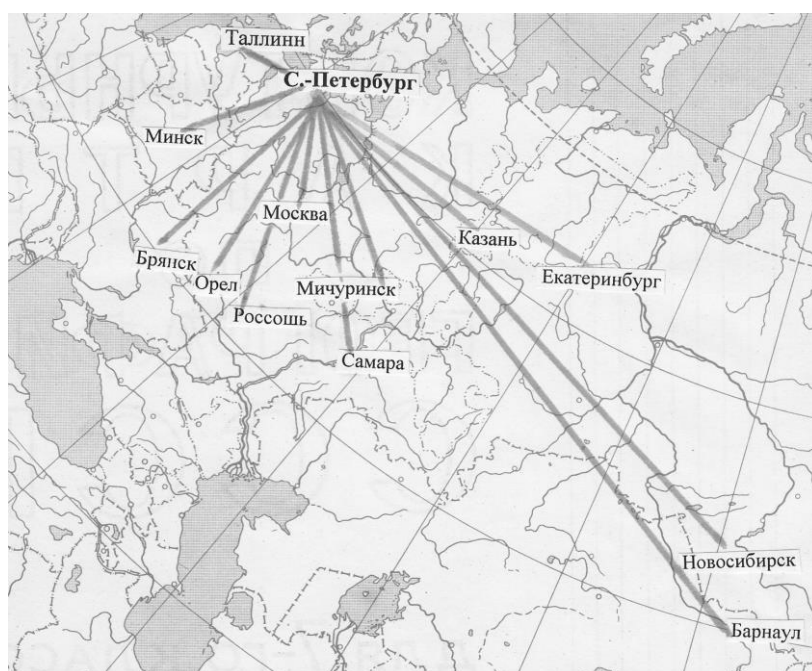 Таллинн
С.-Петербург
Минск
Москва
Казань
Брянск
Орел
Мичуринск
Екатеринбург
Россошь
Самара
Новосибирск
Барнаул